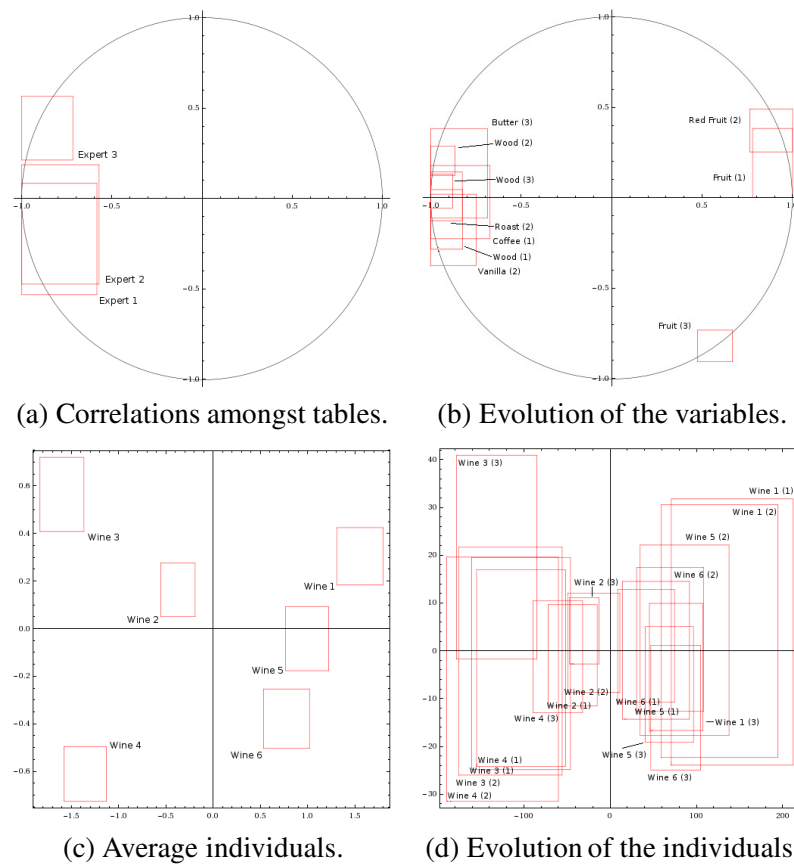 1.0
0.5
Expert 3
-1.0
-0.5
0.5
1.0
-0.5
Expert 2
Expert 1
-1.0
(a) Correlations amongst tables.
1.0
0.5
Butter (3)
Red Fruit (2)
Wood (2)
Wood (3)
Fruit (1)
-1.0
-0.5
0.5
1.0
Roast (2)
Coffee (1)
Wood (1)
Vanilla (2)
-0.5
Fruit (3)
-1.0
(b) Evolution of the variables.
0.6
0.4
Wine 3
0.2
Wine 1
Wine 2
0.0
Wine 5
-0.2
Wine 6
-0.4
Wine 4
-0.6
-1.5
-1.0
-0.5
0.0
0.5
1.0
1.5
(c) Average individuals.
40
Wine 3 (3)
30
Wine 1 (1)
Wine 1 (2)
Wine 5 (2)
20
Wine 2 (3)
Wine 6 (2)
10
0
Wine 2 (2)
Wine 2 (1)
Wine 6 (1)
-10
Wine 4 (3)
Wine 5 (1)
Wine 1 (3)
-20
Wine 5 (3)
Wine 4 (1)
Wine 3 (1)
Wine 6 (3)
Wine 3 (2)
Wine 4 (2)
-30
-100
0
100
200
(d) Evolution of the individuals